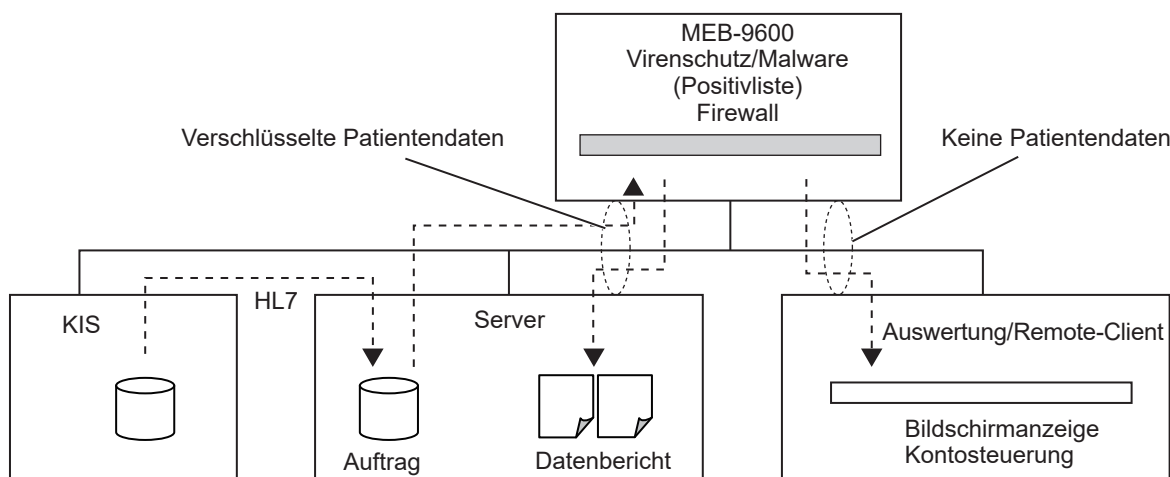 MEB-9600
Virenschutz/Malware
(Positivliste)
Firewall
Verschlüsselte Patientendaten
Keine Patientendaten
HL7
KIS
Server
Auswertung/Remote-Client
Auftrag
Datenbericht
Bildschirmanzeige
Kontosteuerung